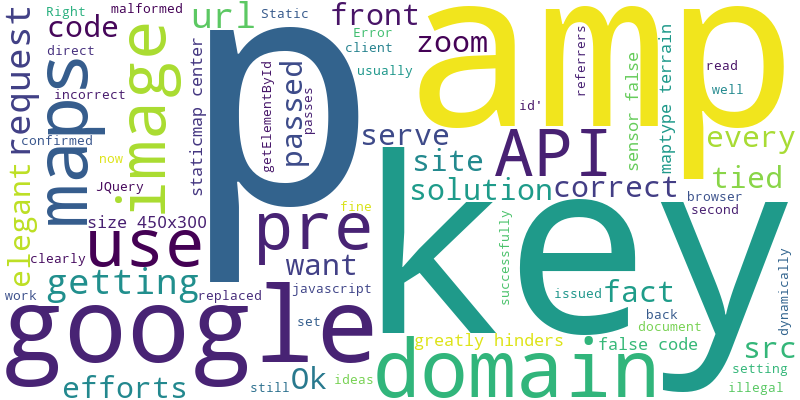 Right
malformed
Static
url
front
code
Error
client
zoom
image
request
maps
direct
p
amp
referrers
read
usually
well
incorrect
id'
getElementById
passed
passes
staticmap center
serve
API
sensor false
maptype terrain
every
confirmed
site
tied
now
elegant
JQuery
solution
correct
browser
key
second
size 450x300
fine
pre
use
clearly
want
successfully
dynamically
getting
work
replaced
javascript
issued
fact
back
google
set
document
greatly hinders
false code
src
domain
setting
efforts
still
Ok
ideas
illegal